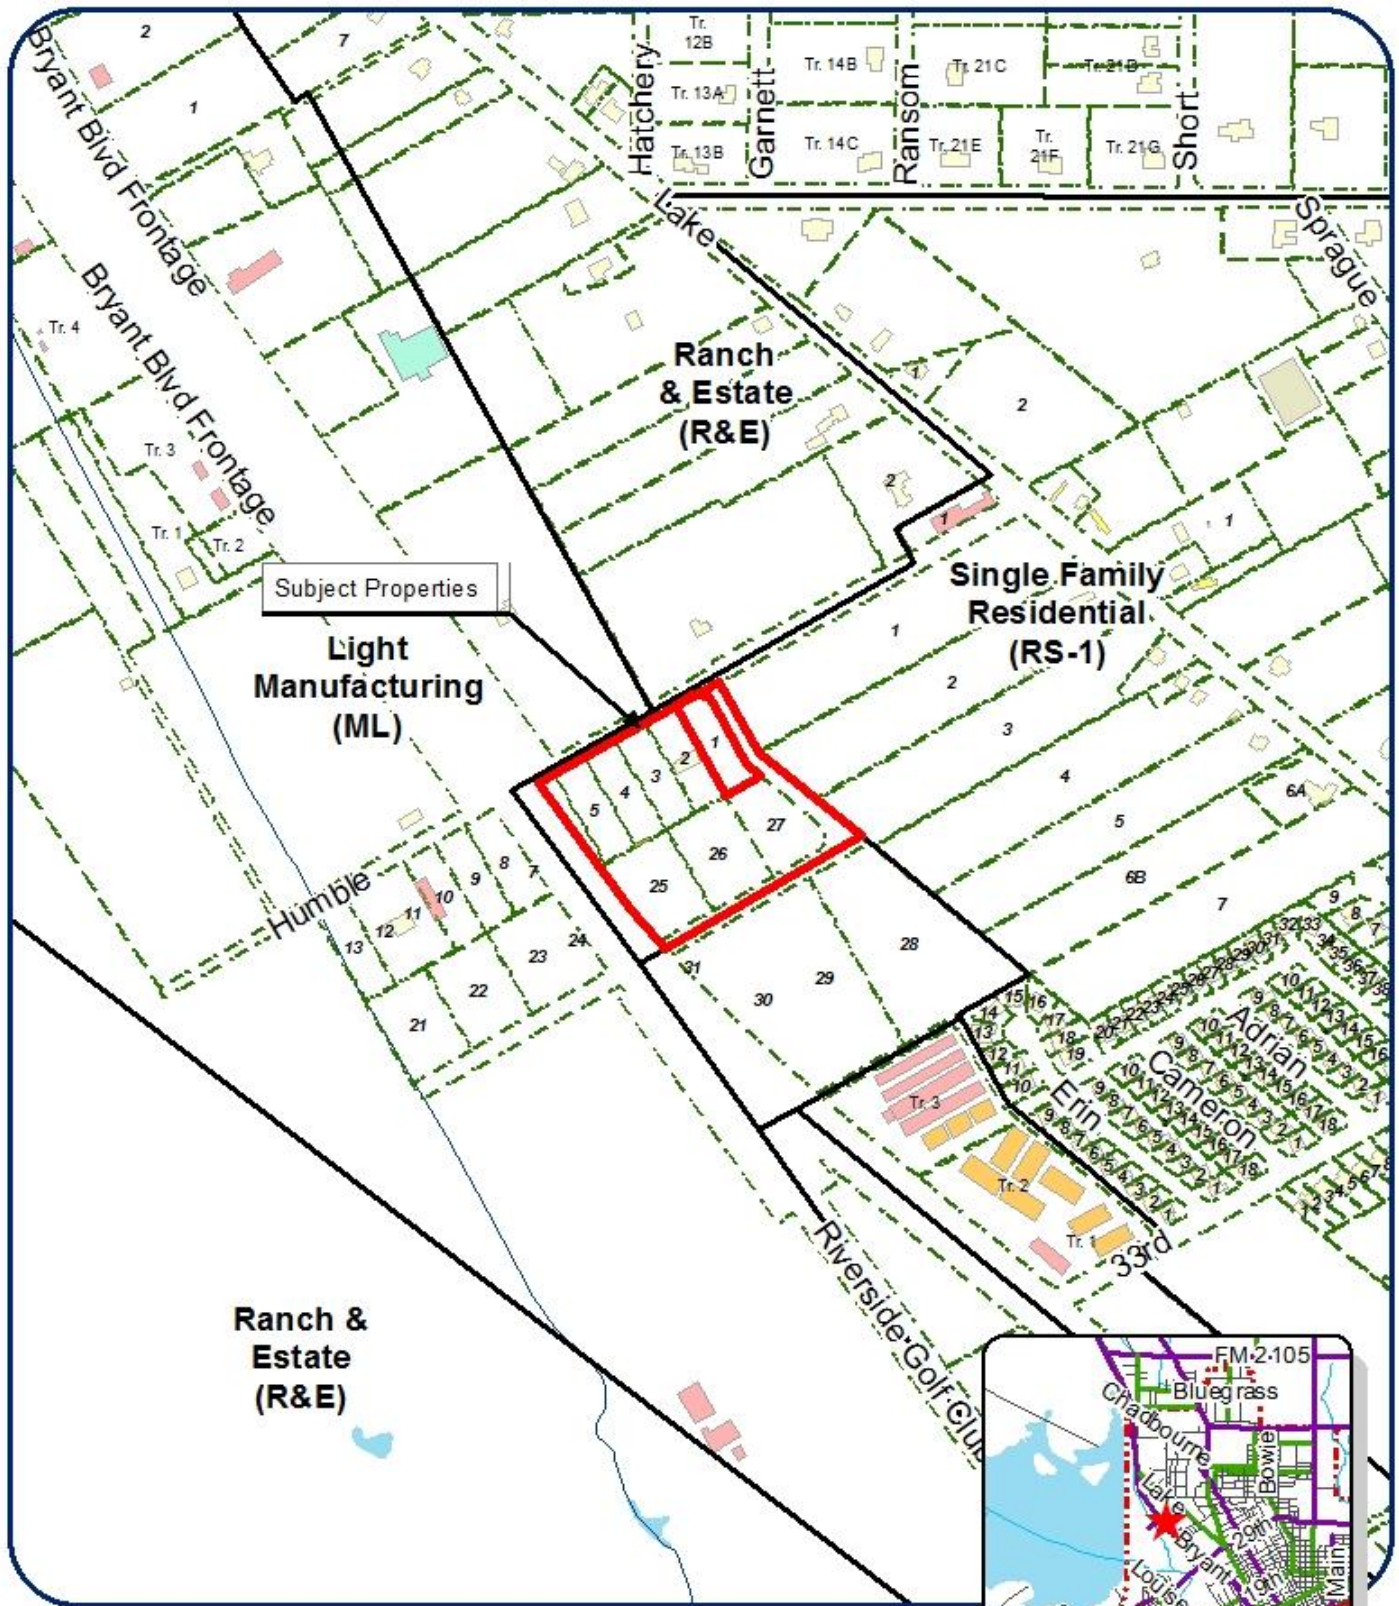 2
7
1
Bryant Blvd Frontage
Bryant Blvd Frontage
Hatchery
Tr.
12B
Tr. 13A
Tr. 13B
Garnett
Tr. 14B
Tr. 14C
Ransom
Tr. 21C
Tr. 21D
Tr. 21E
Tr.
21F
Tr. 21G
Short
Lake
Sprague
Tr. 4
Tr. 3
Tr. 1
Tr. 2
Ranch
& Estate
(R&E)
1
2
2
1
1
Subject Properties
Light
Manufacturing
(ML)
Single Family
Residential
(RS-1)
1
2
3
4
5
6A
6B
7
1
2
3
4
5
27
26
25
Humble
8
7
9
10
11
12
13
24
23
22
21
31
30
29
28
Adrian
Cameron
Erin
Tr. 3
Tr. 2
Tr. 1
33rd
Riverside Golf Club
Ranch &
Estate
(R&E)
FM 2105
Bluegrass
Chadbourne
Bowie
Lake
29th
Bryant
19th
Louise
Main